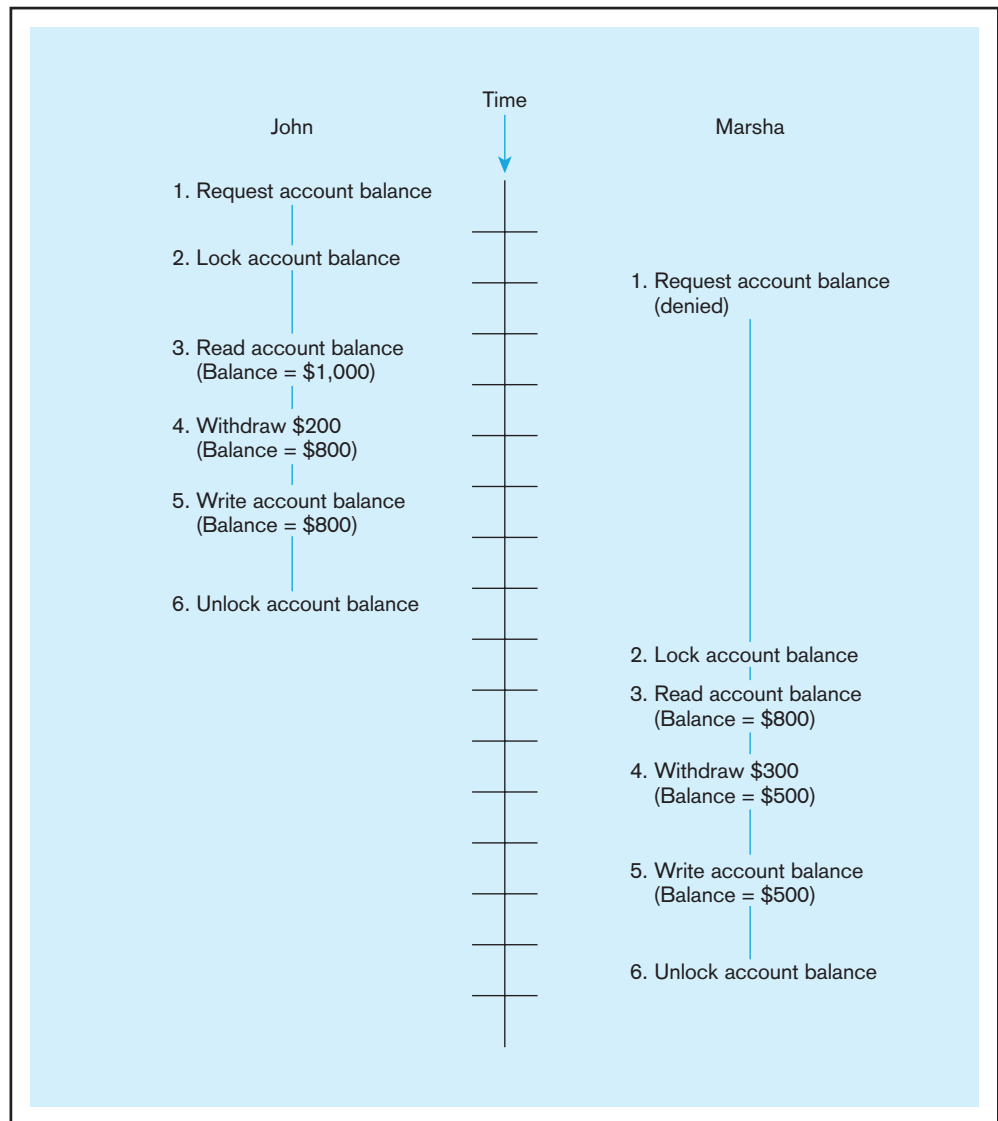 Time
John
Marsha
1. Request account balance
2. Lock account balance
3. Read account balance
(Balance = $1,000)
4. Withdraw $200
(Balance = $800)
5. Write account balance
(Balance = $800)
6. Unlock account balance
1. Request account balance
(denied)
2. Lock account balance
3. Read account balance
(Balance = $800)
4. Withdraw $300
(Balance = $500)
5. Write account balance
(Balance = $500)
6. Unlock account balance